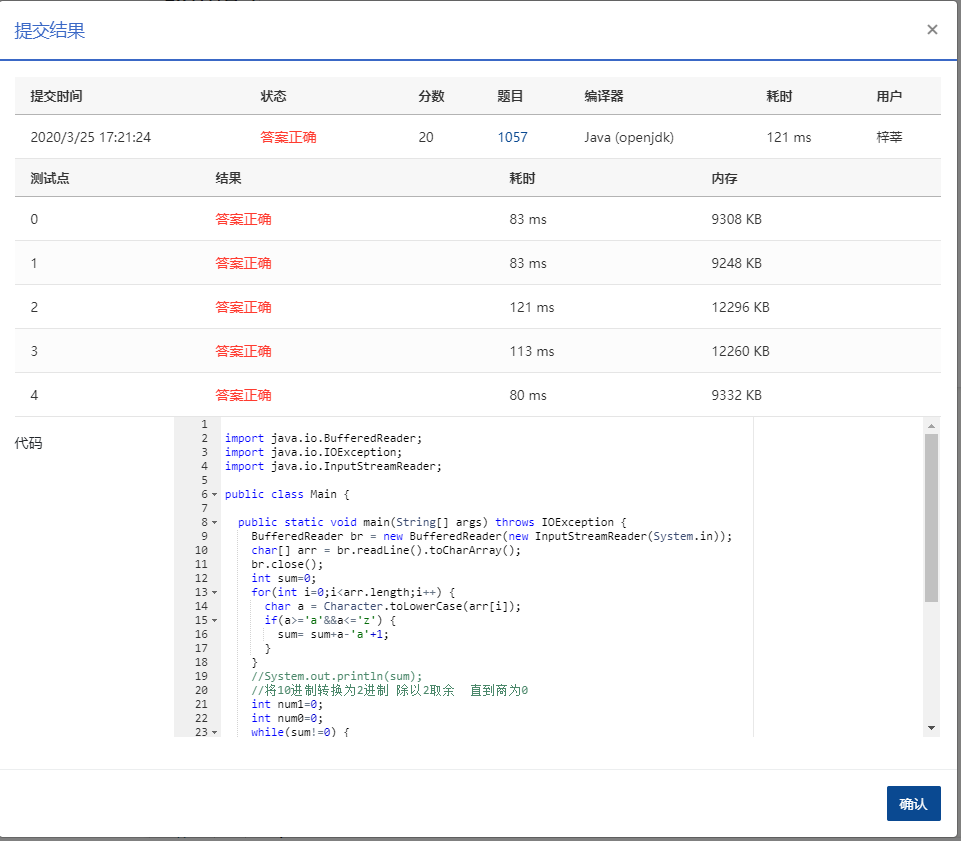 提交结果
×
提交时间 状态 分数 题目 编译器 耗时 用户
2020/3/25 17:21:24 答案正确 20 1057 Java (openjdk) 121 ms 梓莘
测试点 结果 耗时 内存
0 答案正确 83 ms 9308 KB
1 答案正确 83 ms 9248 KB
2 答案正确 121 ms 12296 KB
3 答案正确 113 ms 12260 KB
4 答案正确 80 ms 9332 KB
代码
1
2 import java.io.BufferedReader;
3 import java.io.IOException;
4 import java.io.InputStreamReader;
5
6 public class Main {
7
8 public static void main(String[] args) throws IOException {
9 BufferedReader br = new BufferedReader(new InputStreamReader(System.in));
10 char[] arr = br.readLine().toCharArray();
11 br.close();
12 int sum=0;
13 for(int i=0;i<arr.length;i++) {
14 char a = Character.toLowerCase(arr[i]);
15 if(a>='a'&&a<='z') {
16 sum= sum+a-'a'+1;
17 }
18 }
19 //System.out.println(sum);
20 //将10进制转换为2进制 除以2取余  直到商为0
21 int num1=0;
22 int num0=0;
23 while(sum!=0) {
确认